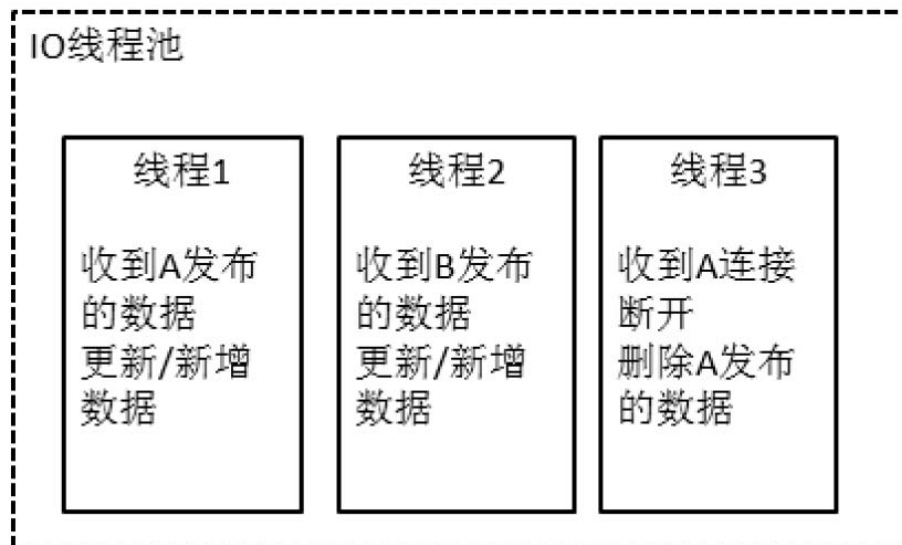 IO线程池
线程1
收到A发布
的数据
更新/新增
数据
线程2
收到B发布
的数据
更新/新增
数据
线程3
收到A连接
断开
删除A发布
的数据